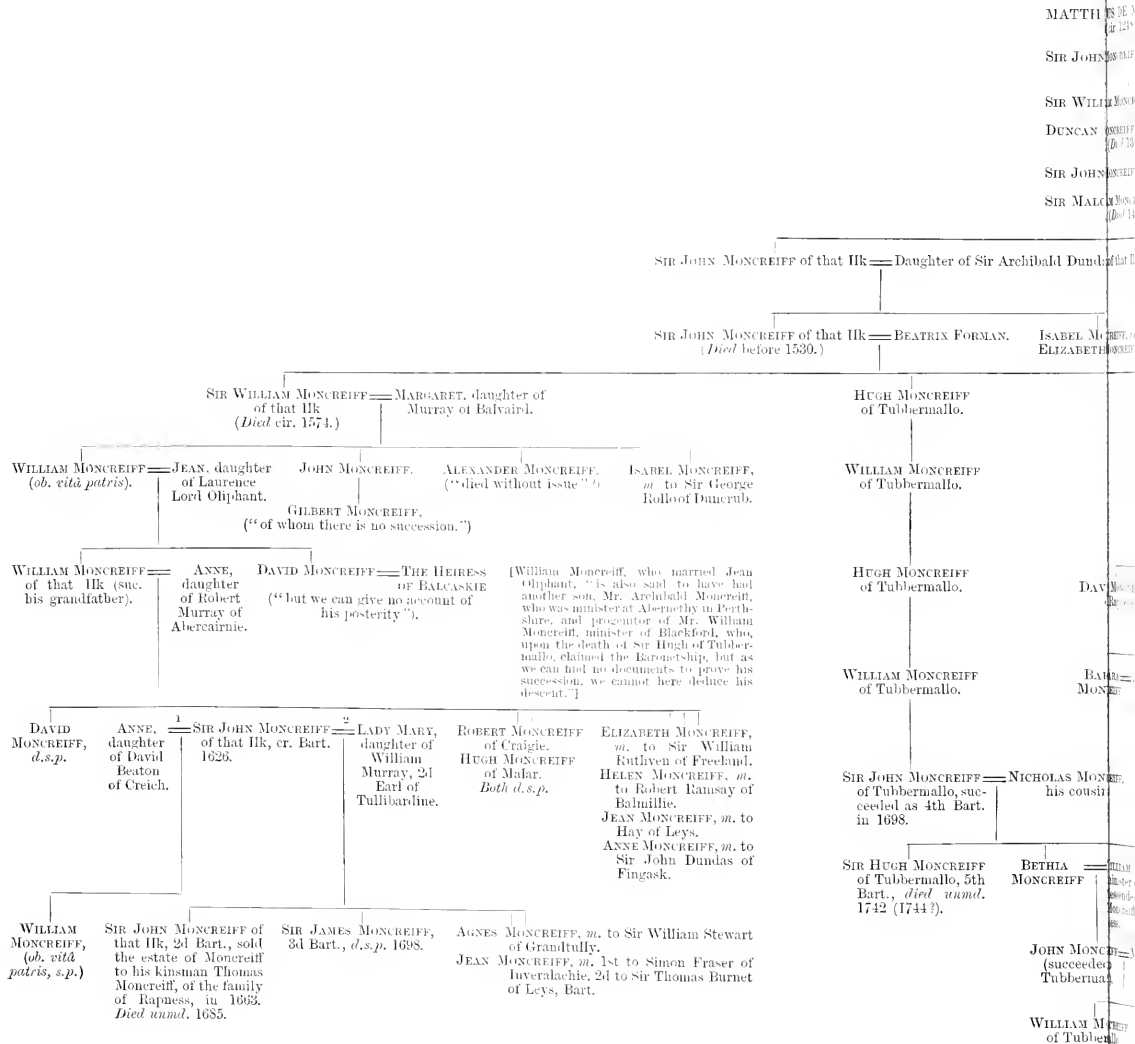 MATTH
SIR JOHN
SIR WILL
DUNCAN
SIR JOHN
SIR MALC
SIR JOHN MONCREIFF of that Ilk = Daughter of Sir Archibald Dund
SIR JOHN MONCREIFF of that Ilk = BEATRIX FORMAN.
(Died before 1530.)
ISABEL
ELIZABETH
SIR WILLIAM MONCREIFF = MARGARET, daughter of
of that Ilk
Murray of Balvaird.
(Died cir. 1574.)
HUGH MONCREIFF
of Tubbermallo.
WILLIAM MONCREIFF
(ob. vitâ patris).
= JEAN, daughter
of Laurence
Lord Oliphant.
JOHN MONCREIFF.
GILBERT MONCREIFF,
("of whom there is no succession.")
ALEXANDER MONCREIFF,
("died without issue")
ISABEL MONCREIFF,
m to Sir George
Rollo of Duncrub.
WILLIAM MONCREIFF
of Tubbermallo.
WILLIAM MONCREIFF
of that Ilk (suc.
his grandfather).
= ANNE,
daughter
of Robert
Murray of
Abercairnie.
DAVID MONCREIFF = THE HEIRESS
OF BALCASKIE
("but we can give no account of
his posterity").
[William Moncreiff, who married Jean
Oliphant, "is also said to have had
another son, Mr. Archibald Moncreiff,
who was minister at Abernethy in Perth-
shire, and progenitor of Mr. William
Moncreiff, minister of Blackford, who,
upon the death of Sir Hugh of Tubber-
mallo, claimed the Baronetship, but as
we can find no documents to prove his
succession, we cannot here deduce his
descent."]
HUGH MONCREIFF
of Tubbermallo.
WILLIAM MONCREIFF
of Tubbermallo.
DAVID
MONCREIFF,
d.s.p.
ANNE,
daughter
of David
Beaton
of Creich.
1
= SIR JOHN MONCREIFF =
of that Ilk, cr. Bart.
1626.
2
LADY MARY,
daughter of
William
Murray, 2d
Earl of
Tullibardine.
ROBERT MONCREIFF
of Craigie.
HUGH MONCREIFF
of Malar.
Both d.s.p.
ELIZABETH MONCREIFF,
m. to Sir William
Ruthven of Freeland.
HELEN MONCREIFF, m.
to Robert Ramsay of
Balmillie.
JEAN MONCREIFF, m. to
Hay of Leys.
ANNE MONCREIFF, m. to
Sir John Dundas of
Fingask.
SIR JOHN MONCREIFF = NICHOLAS
of Tubbermallo, suc-
ceeded as 4th Bart.
in 1698.
his cousin
SIR HUGH MONCREIFF
of Tubbermallo, 5th
Bart., died unmd.
1742 (1744?).
BETHIA =
MONCREIFF
WILLIAM
MONCREIFF,
(ob. vitâ
patris, s.p.)
SIR JOHN MONCREIFF of
that Ilk, 2d Bart., sold
the estate of Moncreiff
to his kinsman Thomas
Moncreiff, of the family
of Rapness, in 1663.
Died unmd. 1685.
SIR JAMES MONCREIFF,
3d Bart., d.s.p. 1698.
AGNES MONCREIFF, m. to Sir William Stewart
of Grandtully.
JEAN MONCREIFF, m. 1st to Simon Fraser of
Inveralachie, 2d to Sir Thomas Burnet
of Leys, Bart.
JOHN
(succeeded
WILLIAM
of